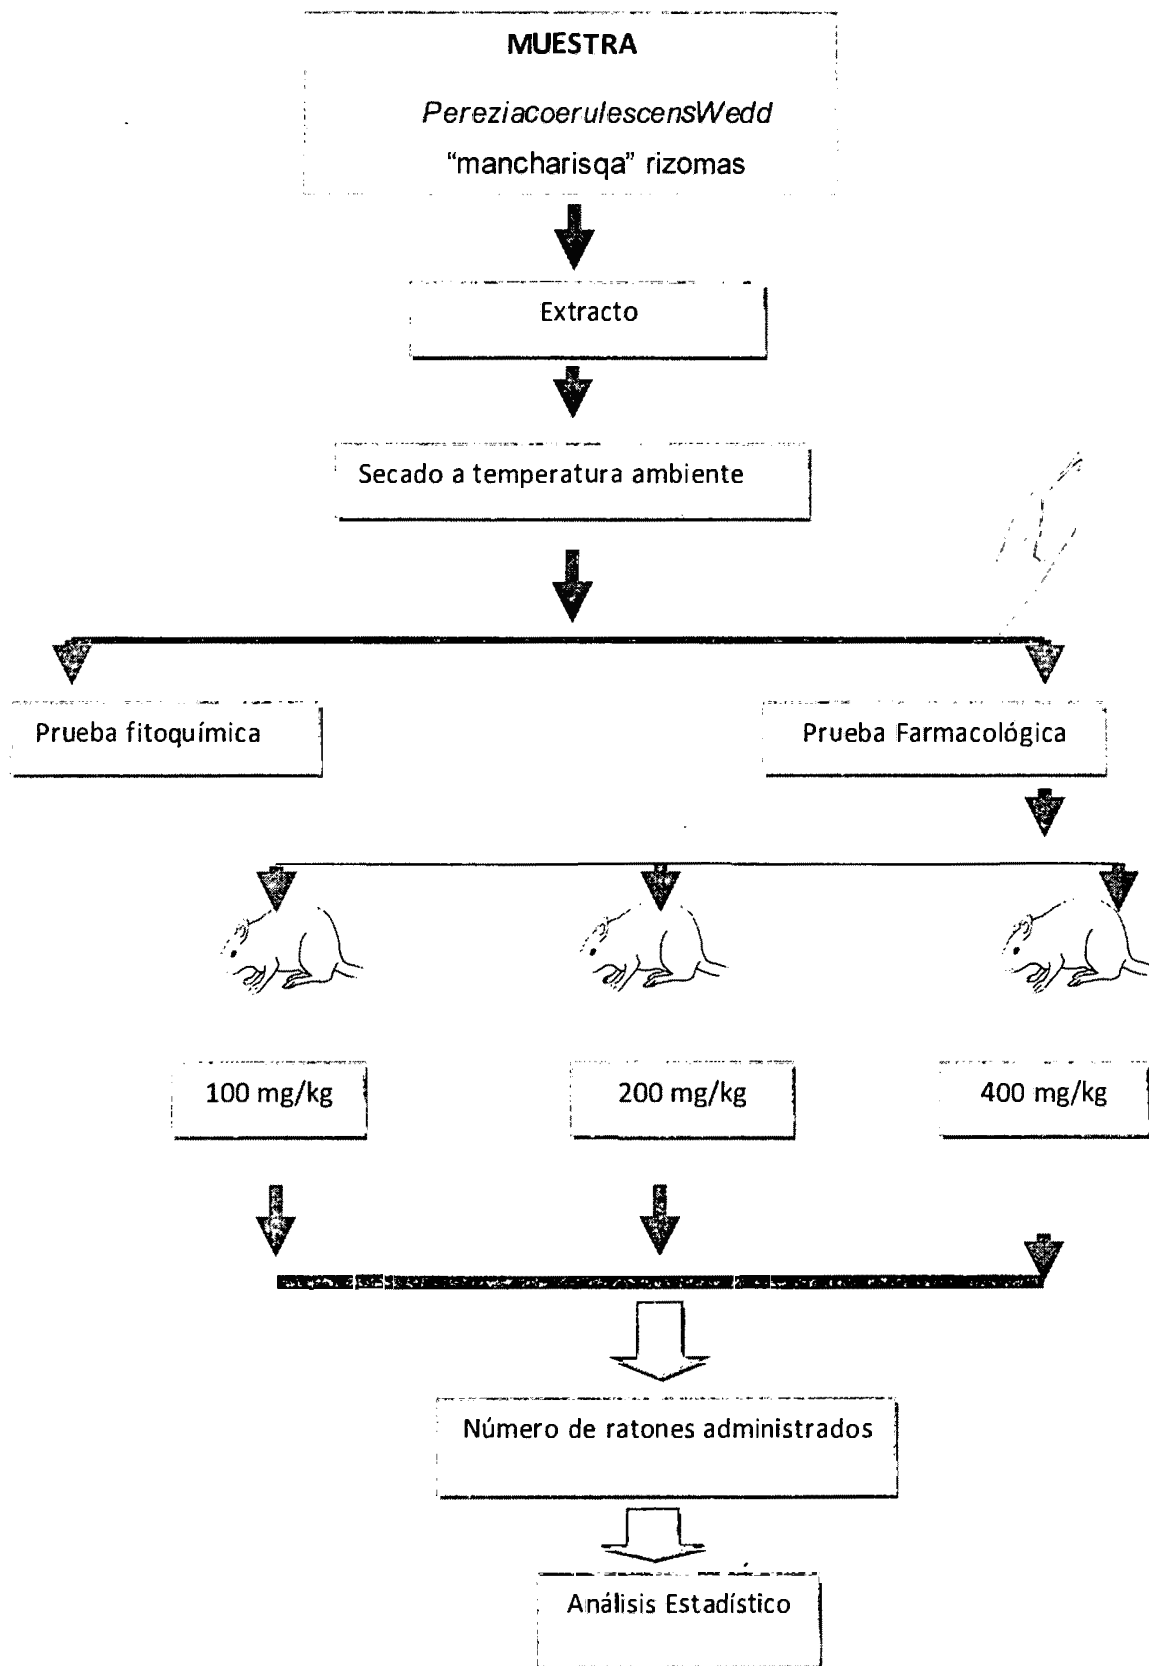 MUESTRA
PereziacoerulescensWedd
“mancharisqa” rizomas
Extracto
Secado a temperatura ambiente
Prueba fitoquímica
Prueba Farmacológica
100 mg/kg
200 mg/kg
400 mg/kg
Número de ratones administrados
Análisis Estadístico